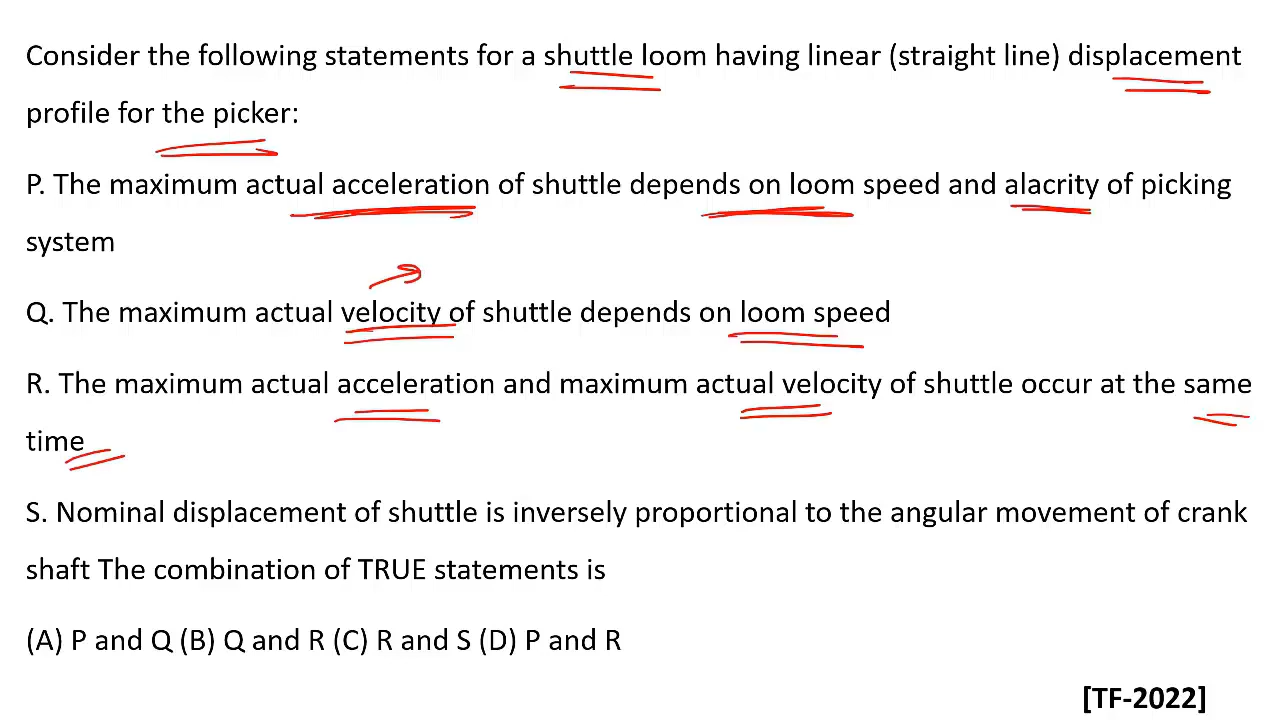 Consider the following statements for a shuttle loom having linear (straight line) displacement
profile for the picker:
P. The maximum actual acceleration of shuttle depends on loom speed and alacrity of picking
system
Q. The maximum actual velocity of shuttle depends on loom speed
R. The maximum actual acceleration and maximum actual velocity of shuttle occur at the same
time
S. Nominal displacement of shuttle is inversely proportional to the angular movement of crank
shaft The combination of TRUE statements is
(A) P and Q (B) Q and R (C) R and S (D) P and R
[TF-2022]